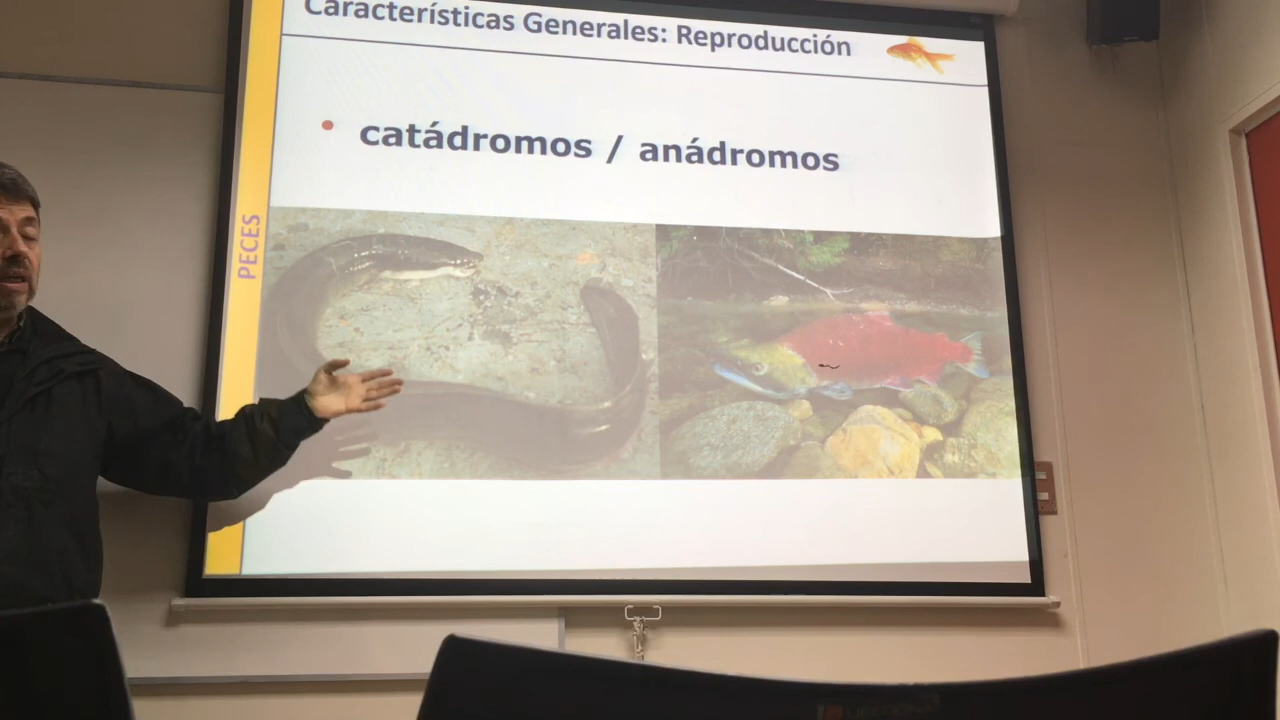 Características Generales: Reproducción
• catádromos / anádromos
PECES